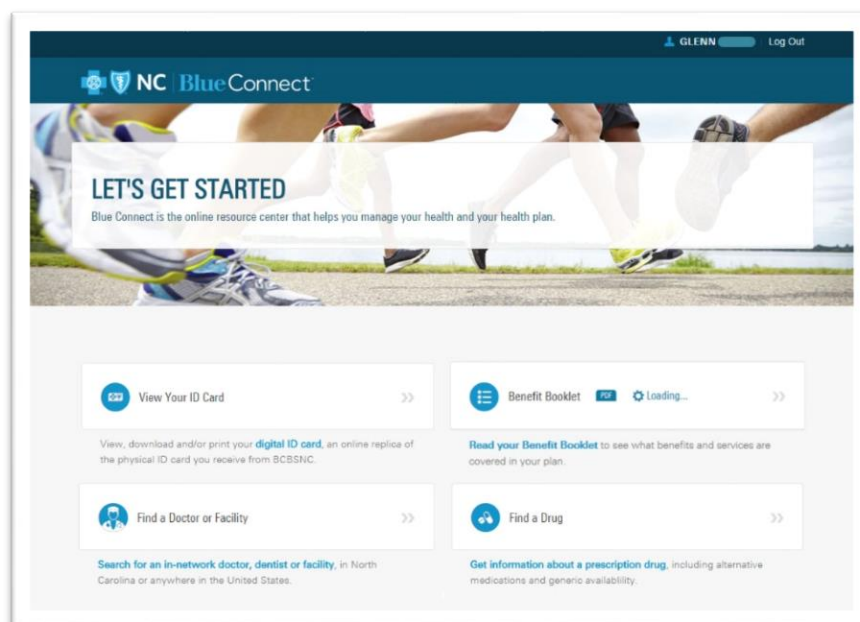 GLENN Log Out
NC Blue Connect
LET'S GET STARTED
Blue Connect is the online resource center that helps you manage your health and your health plan.
View Your ID Card
Benefit Booklet PDF Loading...
View, download and/or print your digital ID card, an online replica of
the physical ID card you receive from BCBSNC.
Read your Benefit Booklet to see what benefits and services are
covered in your plan.
Find a Doctor or Facility
Find a Drug
Search for an in-network doctor, dentist or facility, in North
Carolina or anywhere in the United States.
Get information about a prescription drug, including alternative
medications and generic availablility.